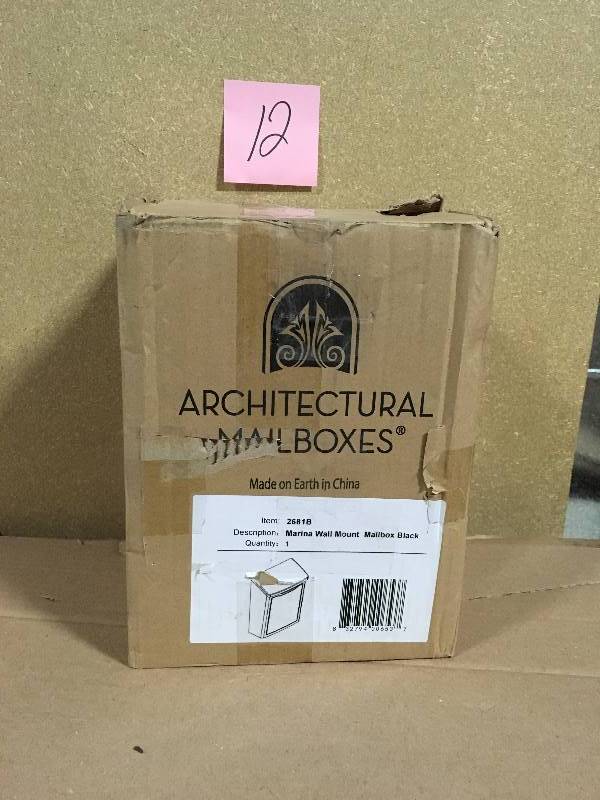 12
ARCHITECTURAL
MAILBOXES®
Made on Earth in China
Item: 2681B
Description: Marina Wall Mount Mailbox Black
Quantity: 1